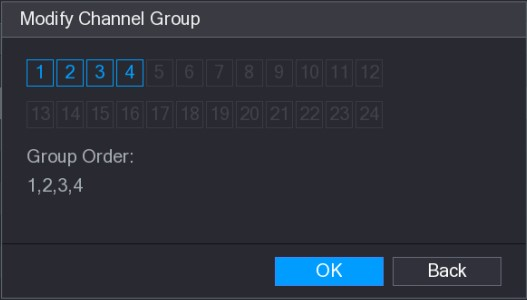 Modify Channel Group
1 2 3 4 5 6 7 8 9 10 11 12
13 14 15 16 17 18 19 20 21 22 23 24
Group Order:
1,2,3,4
OK Back